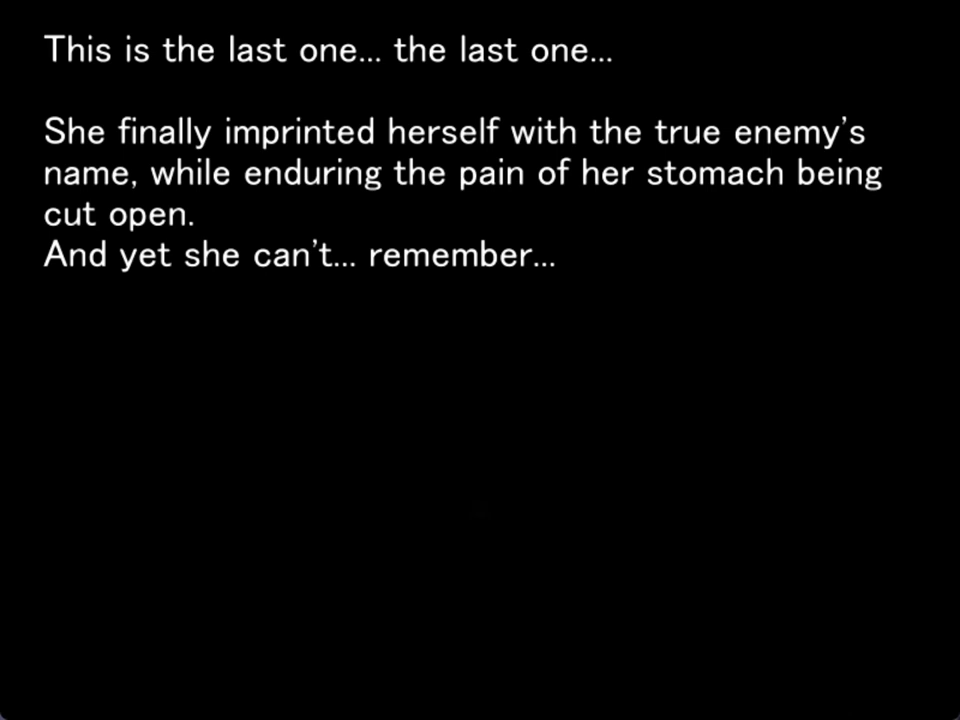 This is the last one... the last one...
She finally imprinted herself with the true enemy’s
name, while enduring the pain of her stomach being
cut open.
And yet she can’t... remember...